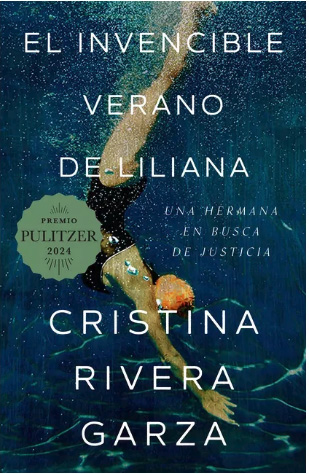 EL INVENCIBLE
VERANO
DE LILIANA
UNA HERMANA
EN BUSCA
DE JUSTICIA
PREMIO
PULITZER
2024
CRISTINA
RIVERA
GARZA